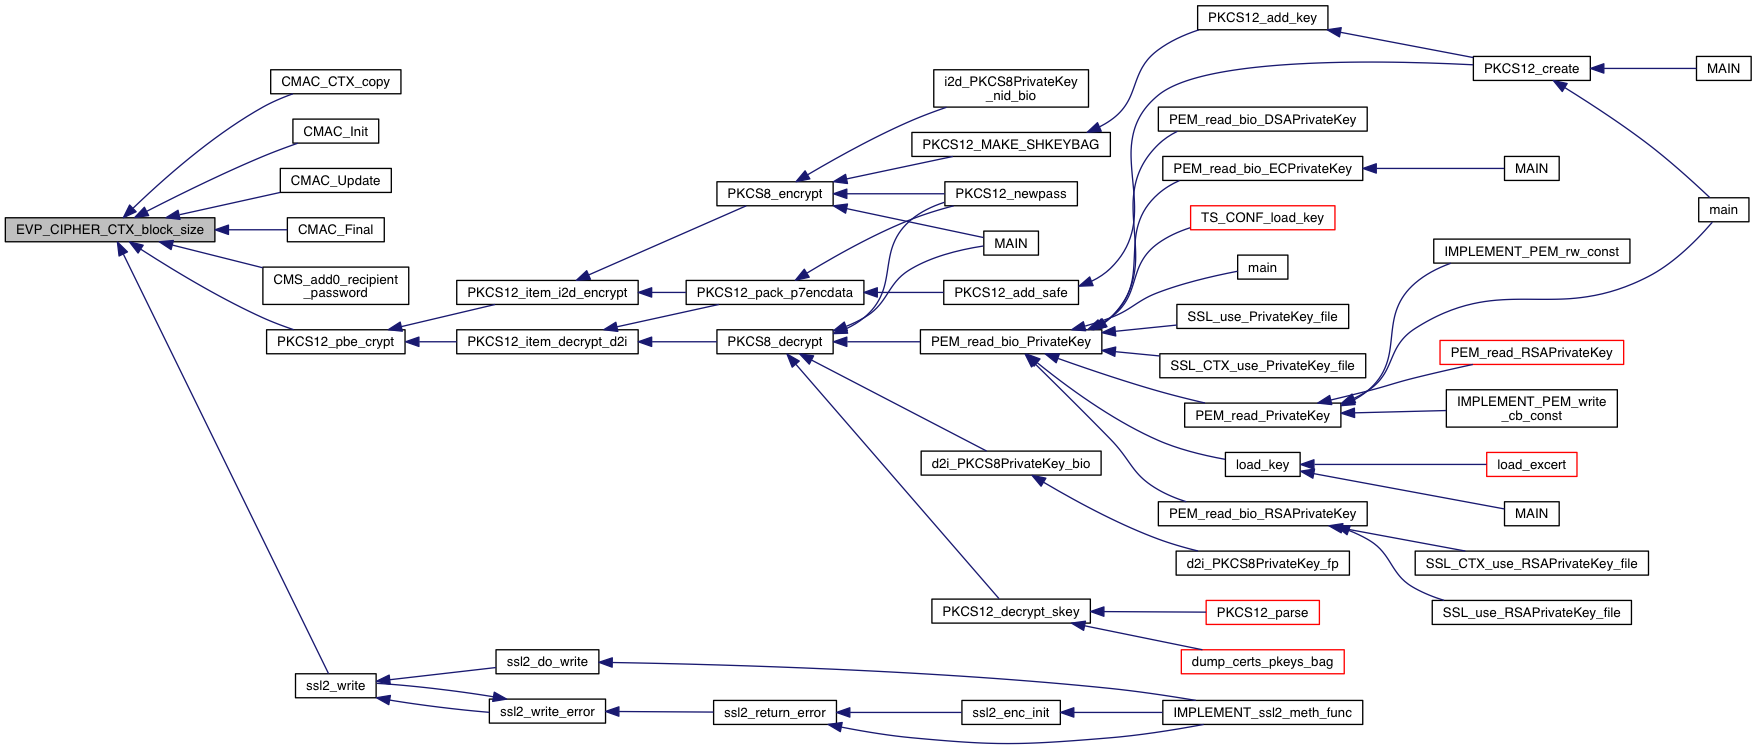 PKCS12_add_key
PKCS12_create
MAIN
CMAC_CTX_copy
i2d_PKCS8PrivateKey
_nid_bio
PEM_read_bio_DSAPrivateKey
CMAC_Init
PKCS12_MAKE_SHKEYBAG
PEM_read_bio_ECPrivateKey
MAIN
CMAC_Update
PKCS8_encrypt
PKCS12_newpass
main
TS_CONF_load_key
EVP_CIPHER_CTX_block_size
CMAC_Final
MAIN
IMPLEMENT_PEM_rw_const
main
CMS_add0_recipient
_password
PKCS12_item_i2d_encrypt
PKCS12_pack_p7encdata
PKCS12_add_safe
SSL_use_PrivateKey_file
PKCS12_pbe_crypt
PKCS12_item_decrypt_d2i
PKCS8_decrypt
PEM_read_bio_PrivateKey
PEM_read_RSAPrivateKey
SSL_CTX_use_PrivateKey_file
IMPLEMENT_PEM_write
_cb_const
PEM_read_PrivateKey
d2i_PKCS8PrivateKey_bio
load_key
load_excert
PEM_read_bio_RSAPrivateKey
MAIN
d2i_PKCS8PrivateKey_fp
SSL_CTX_use_RSAPrivateKey_file
PKCS12_decrypt_skey
PKCS12_parse
SSL_use_RSAPrivateKey_file
ssl2_do_write
dump_certs_pkeys_bag
ssl2_write
ssl2_write_error
ssl2_return_error
ssl2_enc_init
IMPLEMENT_ssl2_meth_func